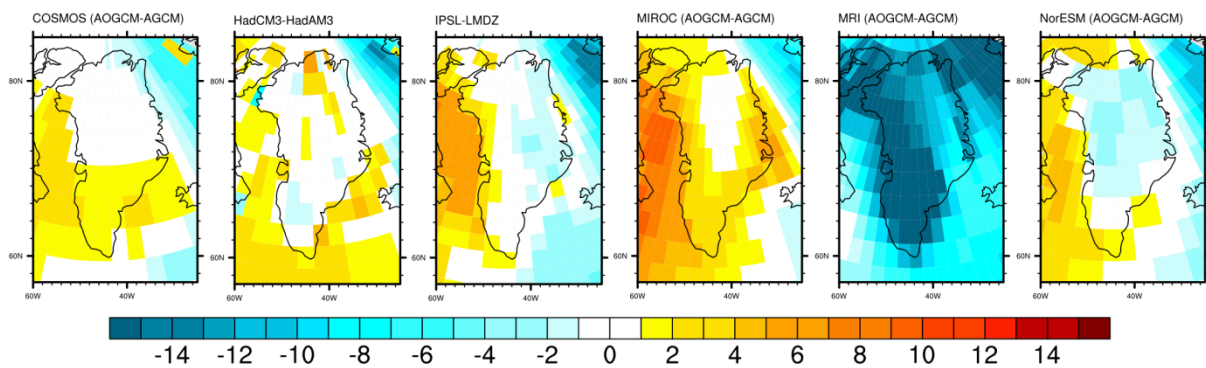 COSMOS (AOGCM-AGCM) HadCM3-HadAM3 IPSL-LMDZ MIROC (AOGCM-AGCM) MRI (AOGCM-AGCM) NorESM (AOGCM-AGCM)
80N 80N 80N 80N 80N 80N
60N 60N 60N 60N 60N 60N
60W 40W 60W 40W 60W 40W 60W 40W 60W 40W 60W 40W
-14 -12 -10 -8 -6 -4 -2 0 2 4 6 8 10 12 14